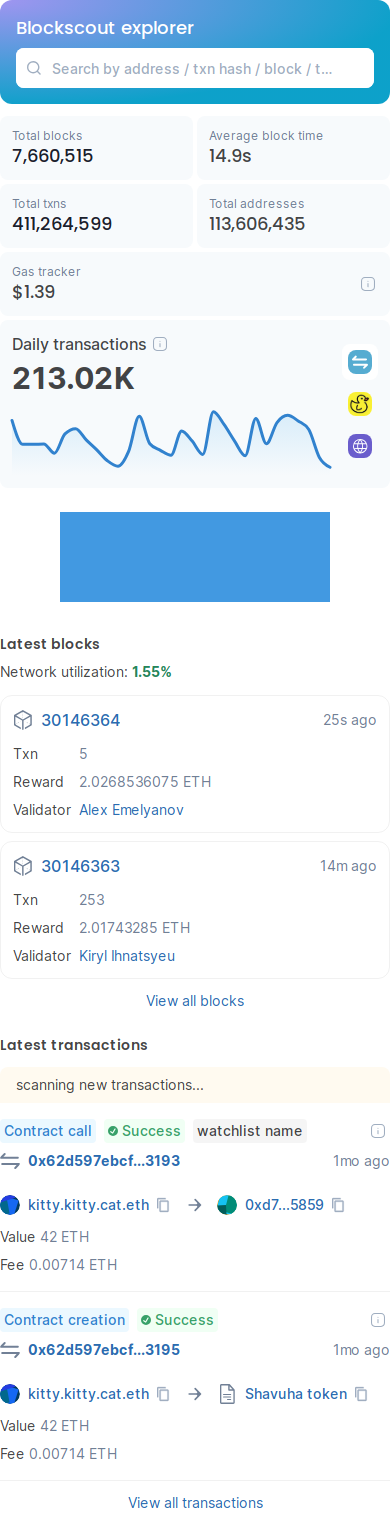 Blockscout explorer
Search by address / txn hash / block / t...
Total blocks
7,660,515
Average block time
14.9s
Total txns
411,264,599
Total addresses
113,606,435
Gas tracker
$1.39
Daily transactions
213.02K
Latest blocks
Network utilization: 1.55%
30146364 25s ago
Txn 5
Reward 2.0268536075 ETH
Validator Alex Emelyanov
30146363 14m ago
Txn 253
Reward 2.01743285 ETH
Validator Kiryl Ihnatsyeu
View all blocks
Latest transactions
scanning new transactions...
Contract call Success watchlist name
0x62d597ebcf...3193 1mo ago
kitty.kitty.cat.eth 0xd7...5859
Value 42 ETH
Fee 0.00714 ETH
Contract creation Success
0x62d597ebcf...3195 1mo ago
kitty.kitty.cat.eth Shavuha token
Value 42 ETH
Fee 0.00714 ETH
View all transactions